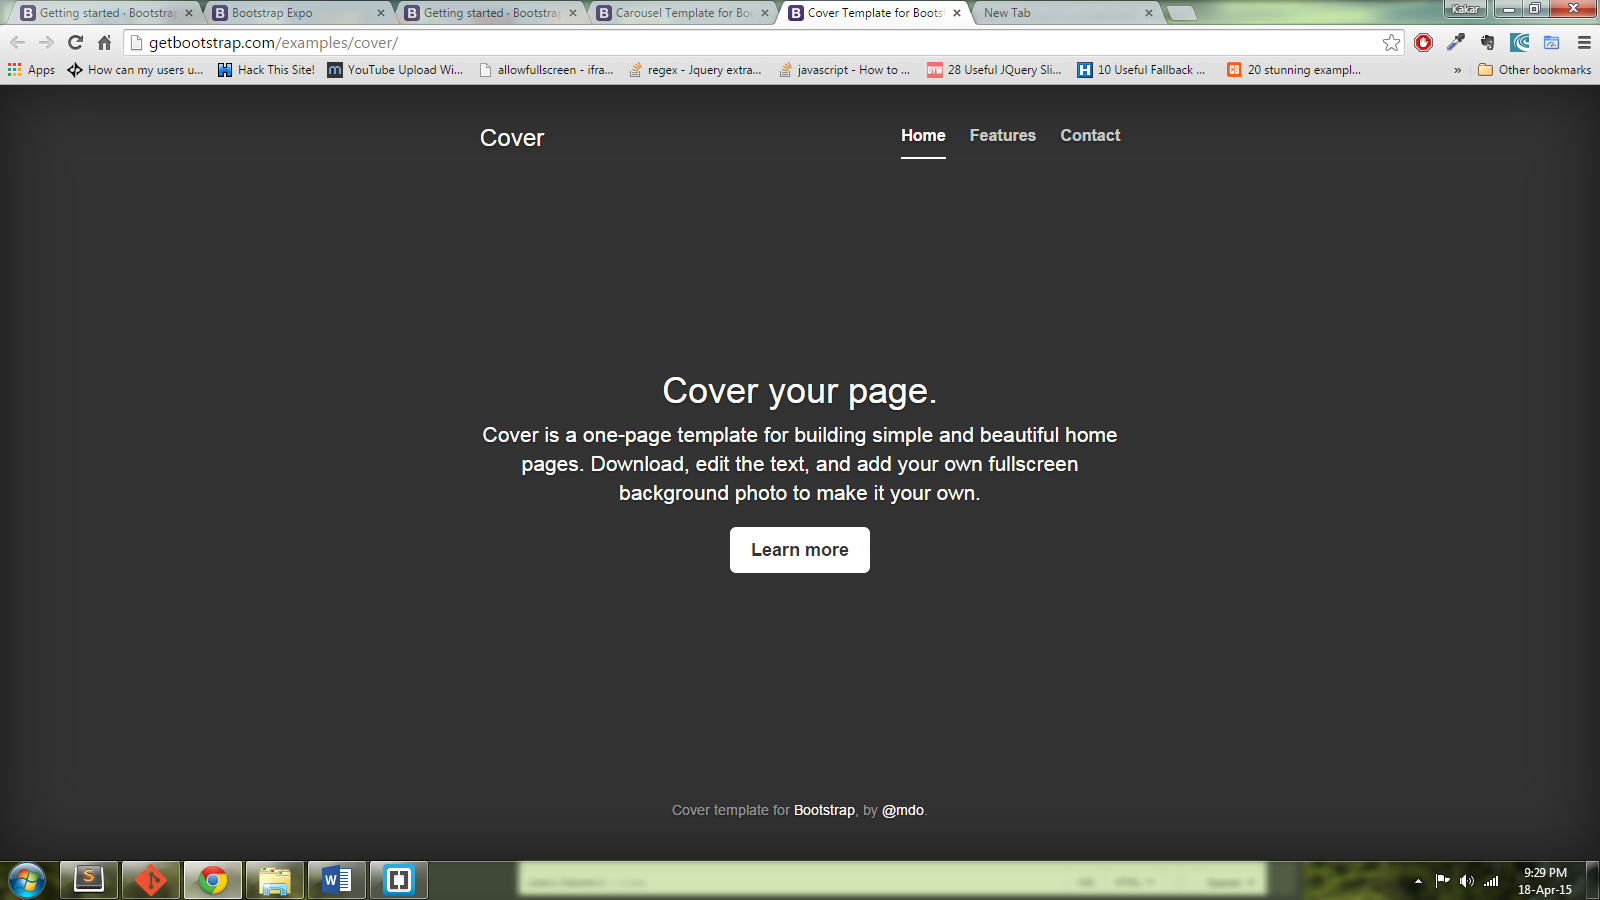 Getting started · Bootstrap
Bootstrap Expo
Getting started · Bootstrap
Carousel Template for Boo
Cover Template for Bootst
New Tab
Kakar
getbootstrap.com/examples/cover/
Apps
How can my users u...
Hack This Site!
YouTube Upload Wi...
allowfullscreen - ifra...
regex - Jquery extra...
javascript - How to ...
28 Useful JQuery Sli...
10 Useful Fallback ...
20 stunning exampl...
»
Other bookmarks
Cover
Home
Features
Contact
Cover your page.
Cover is a one-page template for building simple and beautiful home
pages. Download, edit the text, and add your own fullscreen
background photo to make it your own.
Learn more
Cover template for Bootstrap, by @mdo.
9:29 PM
18-Apr-15